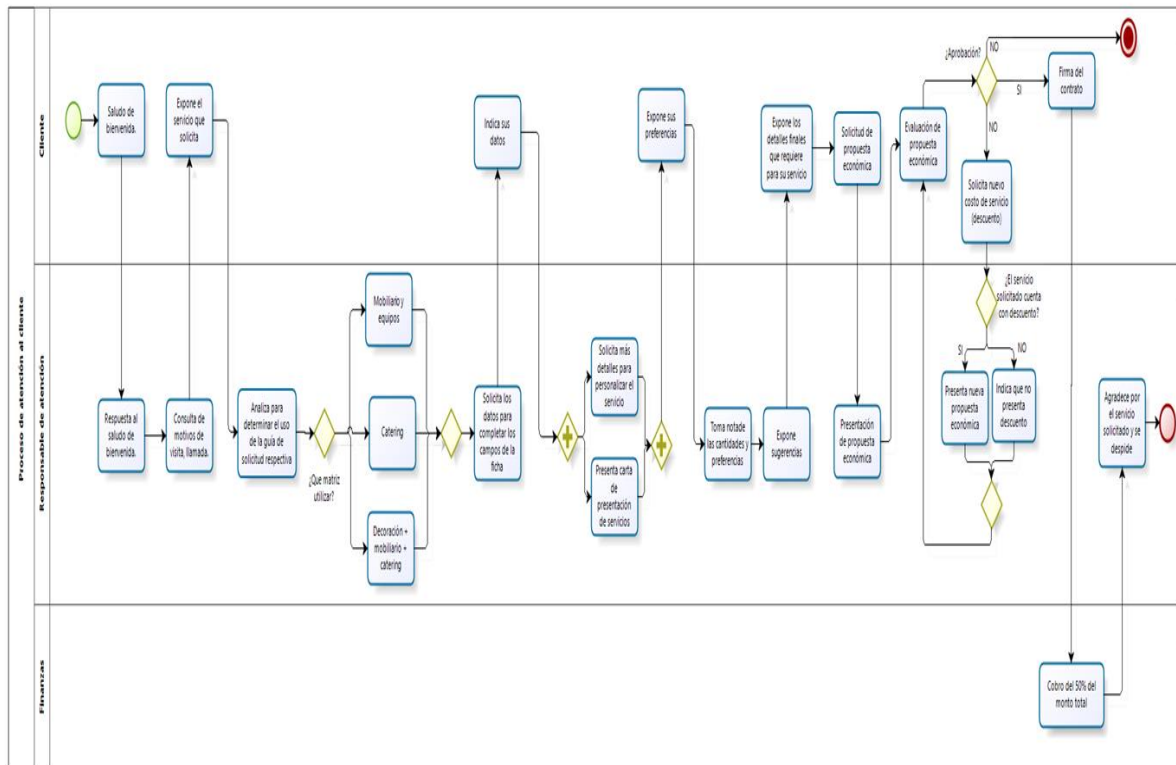 Proceso de atención al cliente
Cliente
Saludo de
bienvenida.
Expone el
servicio que
solicita
Indica sus
datos
Expone sus
preferencias
Expone los
detalles finales
que requiere
para su servicio
Solicitud de
propuesta
económica
Evaluación de
propuesta
económica
¿Aprobación?
NO
SI
NO
Firma del
contrato
Solicita nuevo
costo de servicio
(descuento)
Responsable de atención
Respuesta al
saludo de
bienvenida.
Consulta de
motivos de
visita, llamada.
Analiza para
determinar el uso
de la guía de
solicitud respectiva
¿Que matriz
utilizar?
Mobiliario y
equipos
Catering
Decoración +
mobiliario +
catering
Solicita los
datos para
completar los
campos de la
ficha
Solicita más
detalles para
personalizar el
servicio
Presenta carta
de
presentación
de servicios
Toma notade
las cantidades y
preferencias
Expone
sugerencias
Presentación
de propuesta
económica
¿El servicio
solicitado cuenta
con descuento?
SI
NO
Presenta nueva
propuesta
económica
Indica que no
presenta
descuento
Agradece por
el servicio
solicitado y se
despide
Finanzas
Cobro del 50% del
monto total